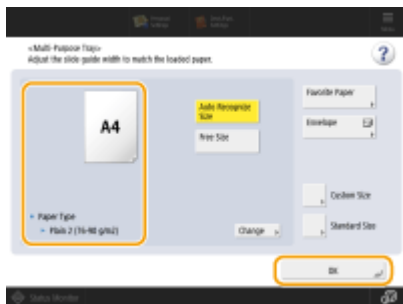 <Multi-Purpose Tray>
Adjust the slide guide width to match the loaded paper.
?
A4
Auto Recognize
Size
Free Size
Favorite Paper
Envelope
Custom Size
Standard Size
Paper Type
Plain 2 (76-90 g/m2)
Change
OK
Status Monitor